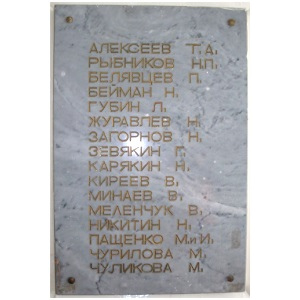 АЛЕКСЕЕВ Т.А.
РЫБНИКОВ Н.П.
БЕЛЯВЦЕВ П.
БЕЙМАН Н.
ГУБИН Л.
ЖУРАВЛЕВ Н.
ЗАГОРНОВ Н.
ЗЕВЯКИН Г.
КАРЯКИН Н.
КИРЕЕВ В.
МИНАЕВ В.
МЕЛЕНЧУК В.
НИКИТИН Н.
ПАЩЕНКО М.и И.
ЧУРИЛОВА М.
ЧУЛИКОВА М.